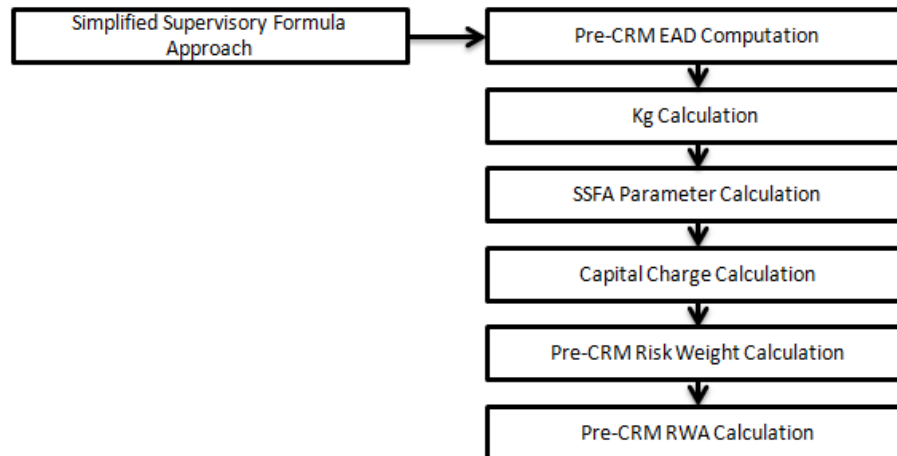 Simplified Supervisory Formula
Approach
Pre-CRM EAD Computation
Kg Calculation
SSFA Parameter Calculation
Capital Charge Calculation
Pre-CRM Risk Weight Calculation
Pre-CRM RWA Calculation